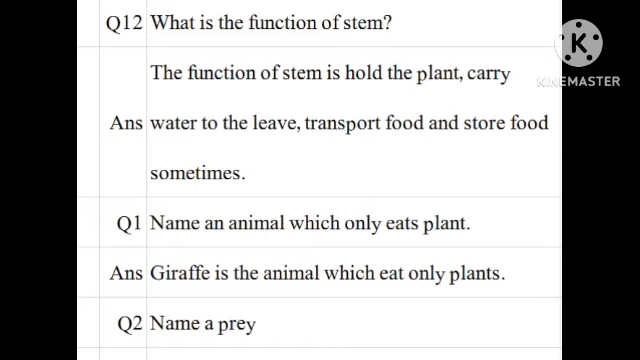 Q12 What is the function of stem?
The function of stem is hold the plant, carry
Ans water to the leave, transport food and store food
sometimes.
Q1 Name an animal which only eats plant.
Ans Giraffe is the animal which eat only plants.
Q2 Name a prey
K
KINEMASTER